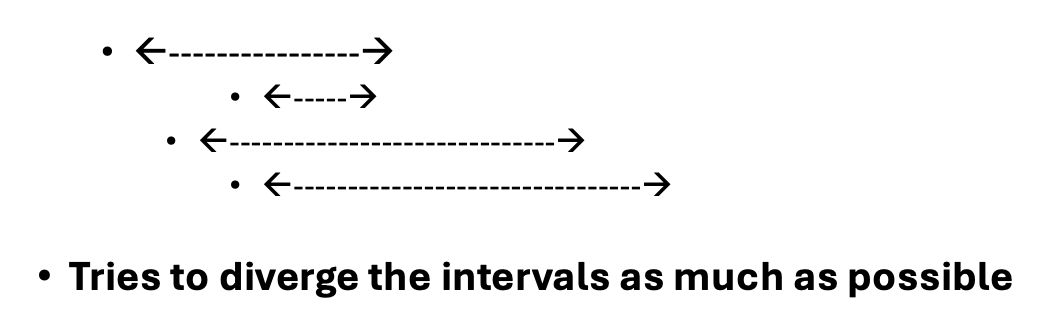 • ←----------------→
• ←-----→
• ←---------------------------→
• ←-----------------------------→
• Tries to diverge the intervals as much as possible